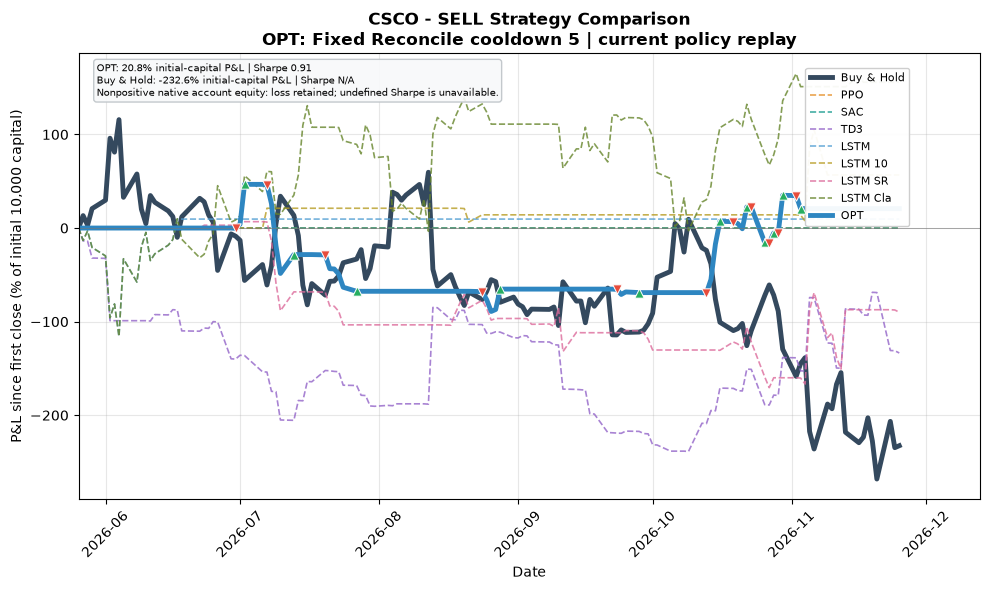 CSCO - SELL Strategy Comparison
OPT: Fixed Reconcile cooldown 5 | current policy replay
OPT: 20.8% initial-capital P&L | Sharpe 0.91
Buy & Hold: -232.6% initial-capital P&L | Sharpe N/A
Nonpositive native account equity: loss retained; undefined Sharpe is unavailable.
Buy & Hold
PPO
SAC
TD3
LSTM
LSTM 10
LSTM SR
LSTM Cla
OPT
P&L since first close (% of initial 10,000 capital)
100
0
−100
−200
2026-06
2026-07
2026-08
2026-09
2026-10
2026-11
2026-12
Date